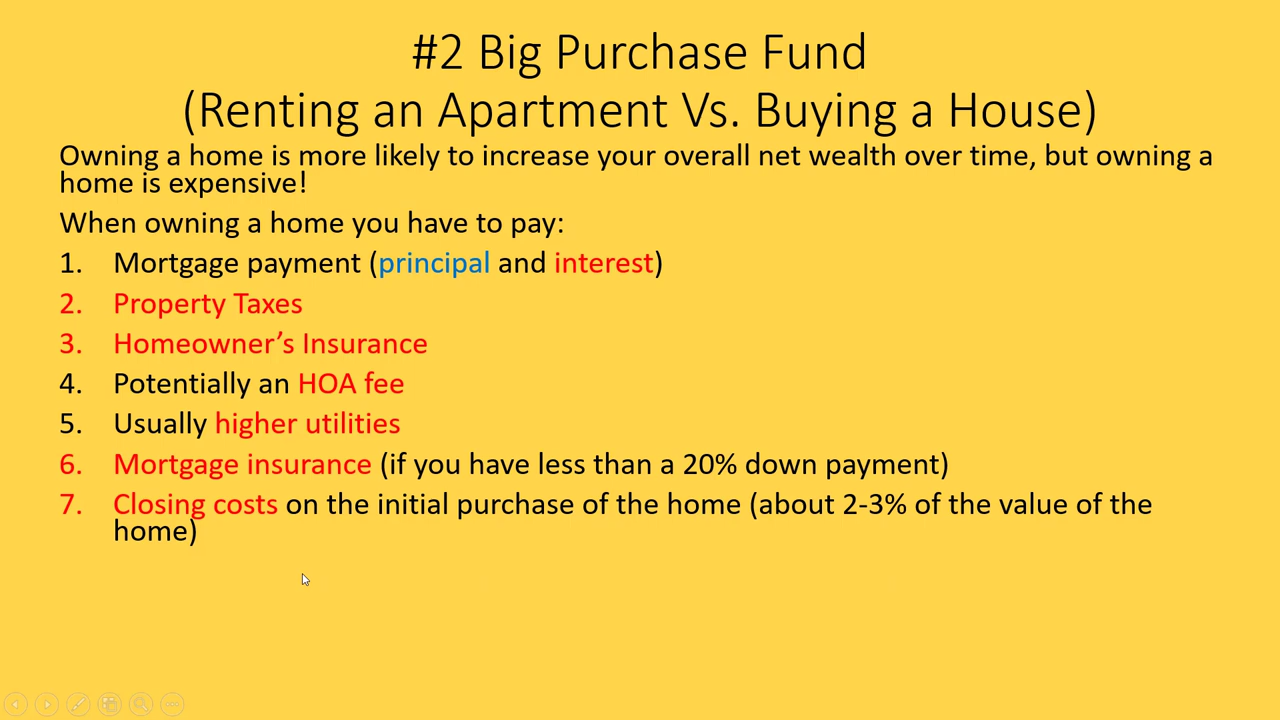 #2 Big Purchase Fund
(Renting an Apartment Vs. Buying a House)
Owning a home is more likely to increase your overall net wealth over time, but owning a
home is expensive!
When owning a home you have to pay:
1. Mortgage payment (principal and interest)
2. Property Taxes
3. Homeowner’s Insurance
4. Potentially an HOA fee
5. Usually higher utilities
6. Mortgage insurance (if you have less than a 20% down payment)
7. Closing costs on the initial purchase of the home (about 2-3% of the value of the
home)